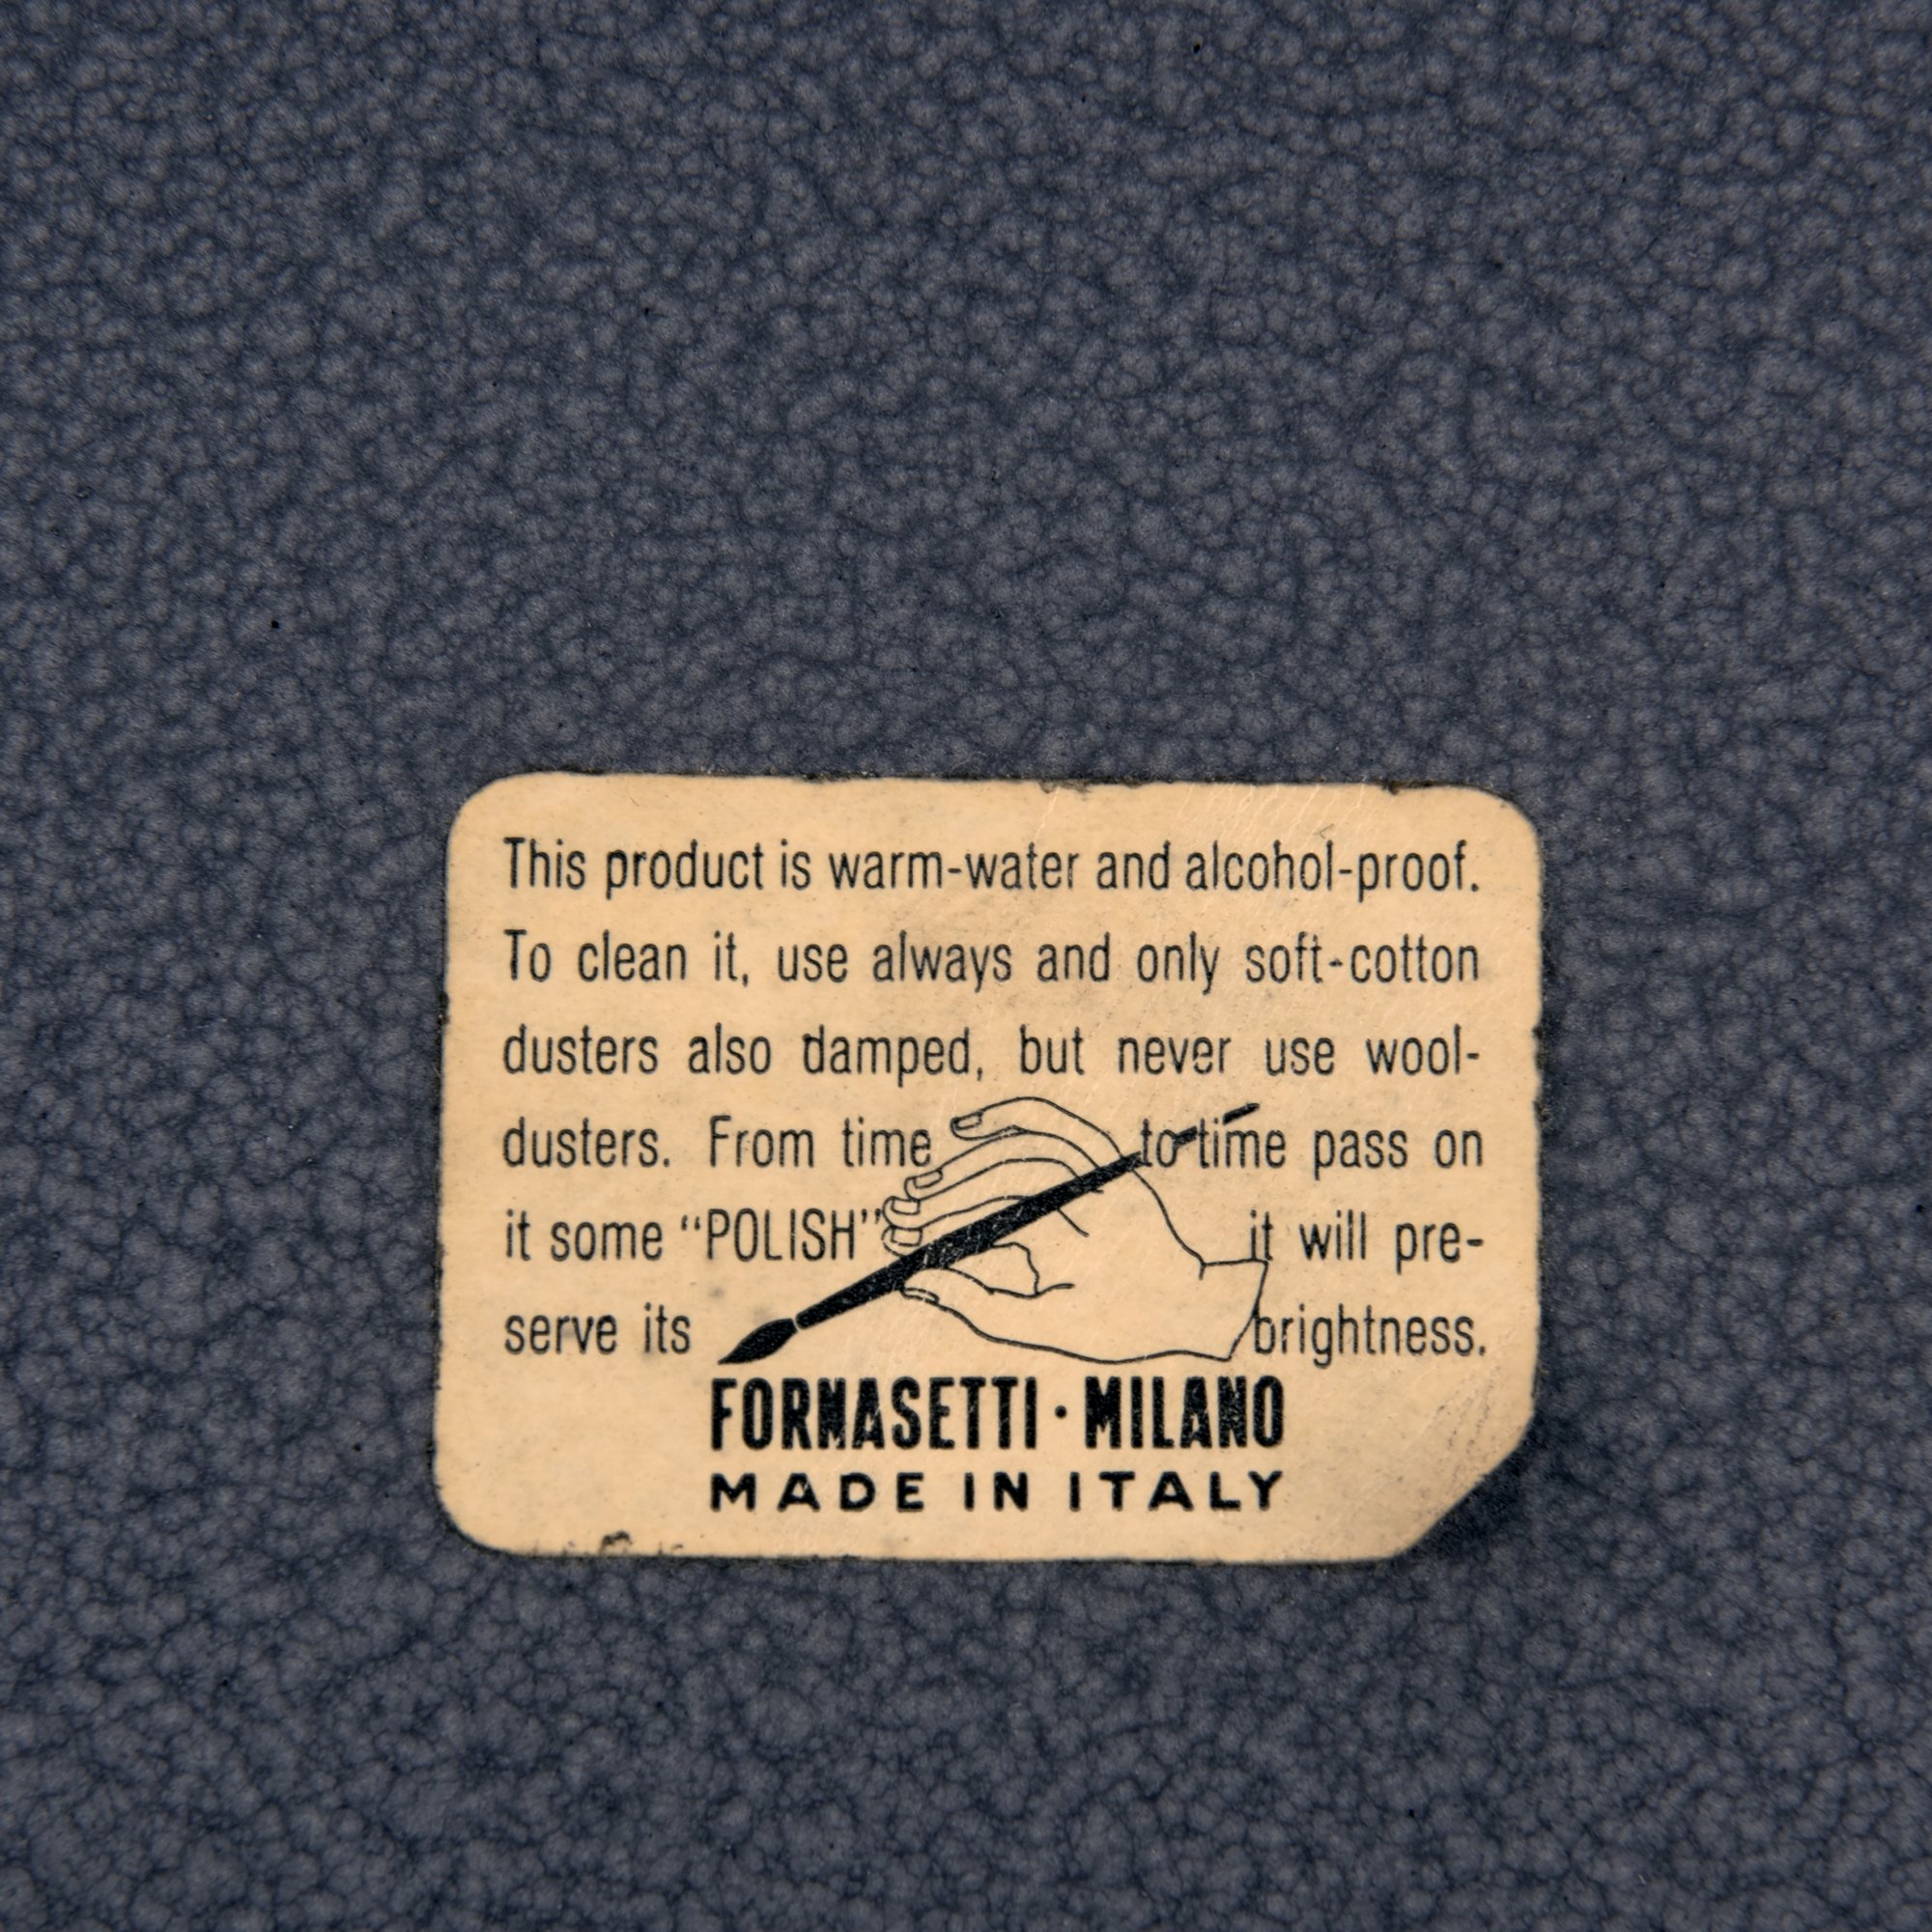 This product is warm-water and alcohol-proof.
To clean it, use always and only soft-cotton
dusters also damped, but never use wool-
dusters. From time to time pass on
it some “POLISH” it will pre-
serve its brightness.
FORNASETTI · MILANO
MADE IN ITALY